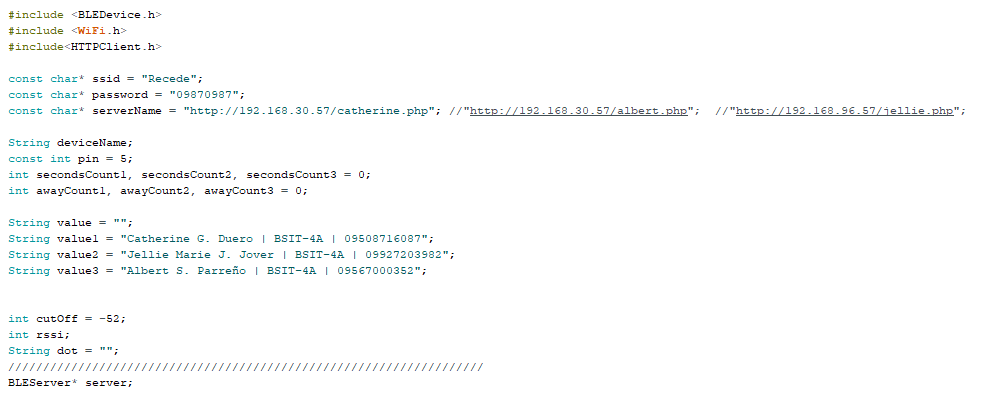 #include <BLEDevice.h>
#include <WiFi.h>
#include<HTTPClient.h>
const char* ssid = "Recede";
const char* password = "09870987";
const char* serverName = "http://192.168.30.57/catherine.php"; //"http://192.168.30.57/albert.php";  //"http://192.168.96.57/jellie.php";
String deviceName;
const int pin = 5;
int secondsCount1, secondsCount2, secondsCount3 = 0;
int awayCount1, awayCount2, awayCount3 = 0;
String value = "";
String value1 = "Catherine G. Duero | BSIT-4A | 09508716087";
String value2 = "Jellie Marie J. Jover | BSIT-4A | 09927203982";
String value3 = "Albert S. Parreño | BSIT-4A | 09567000352";
int cutOff = -52;
int rssi;
String dot = "";
////////////////////////////////////////////////////////////////////
BLEServer* server;